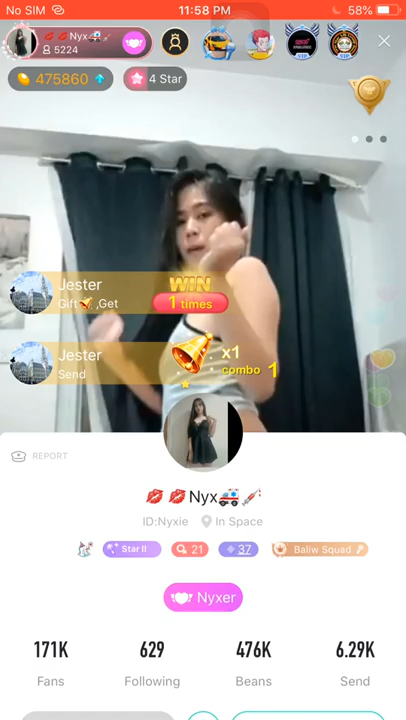 No SIM
11:58 PM
58%
💋 💋Nyx🚑💉
5224
475860
4 Star
VIP
VIP
Jester
Gift🔔 ,Get
WIN
1 times
Jester
Send
x1
combo 1
REPORT
💋 💋Nyx🚑💉
ID:Nyxie
In Space
Star II
21
37
Baliw Squad
Nyxer
171K
629
476K
6.29K
Fans
Following
Beans
Send